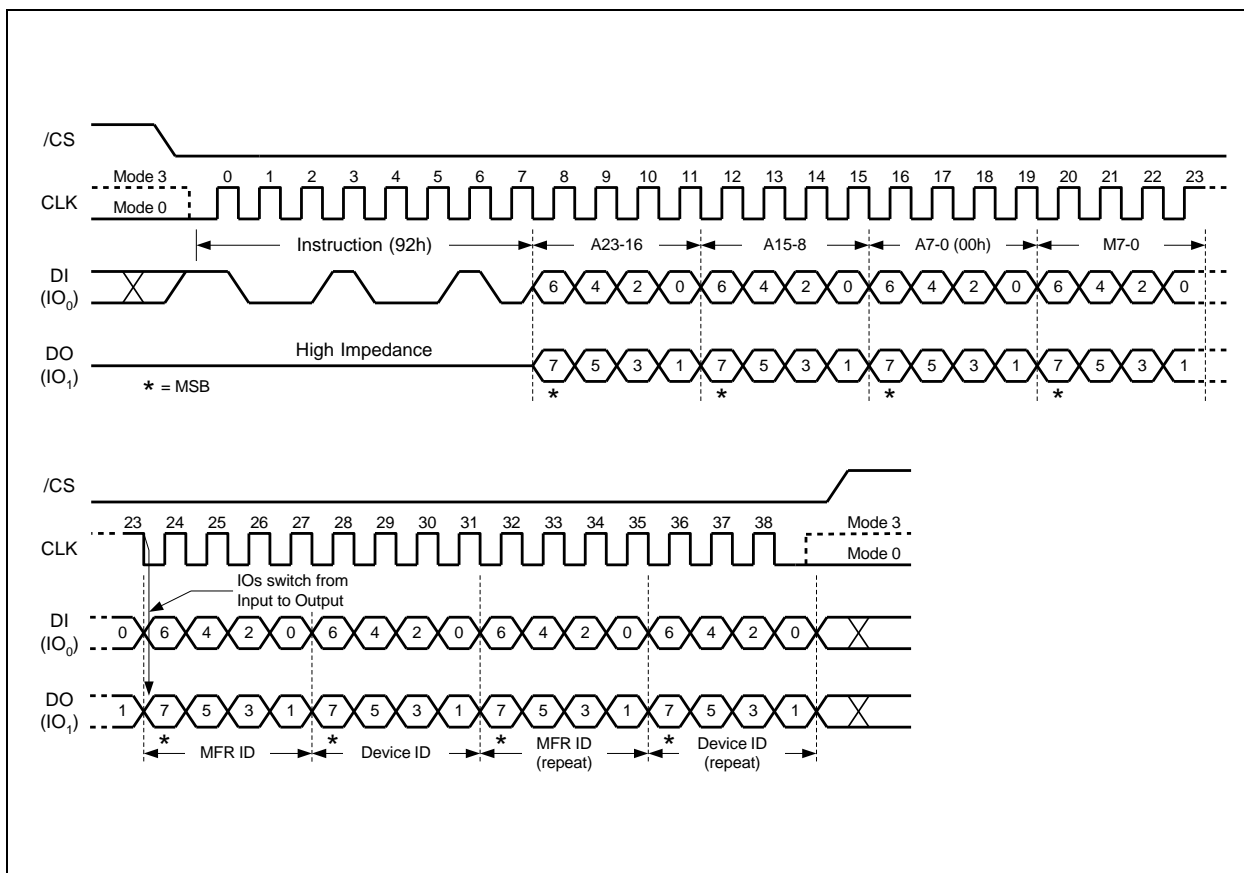 /CS
Mode 3 0 1 2 3 4 5 6 7 8 9 10 11 12 13 14 15 16 17 18 19 20 21 22 23
CLK
Mode 0
Instruction (92h) A23-16 A15-8 A7-0 (00h) M7-0
DI
(IO0)
6 4 2 0 6 4 2 0 6 4 2 0 6 4 2 0
High Impedance
DO
(IO1)
7 5 3 1 7 5 3 1 7 5 3 1 7 5 3 1
* = MSB * * * *
/CS
23 24 25 26 27 28 29 30 31 32 33 34 35 36 37 38 Mode 3
CLK
Mode 0
IOs switch from
Input to Output
DI
(IO0)
0 6 4 2 0 6 4 2 0 6 4 2 0 6 4 2 0
DO
(IO1)
1 7 5 3 1 7 5 3 1 7 5 3 1 7 5 3 1
* * * *
MFR ID Device ID MFR ID
(repeat)
Device ID
(repeat)